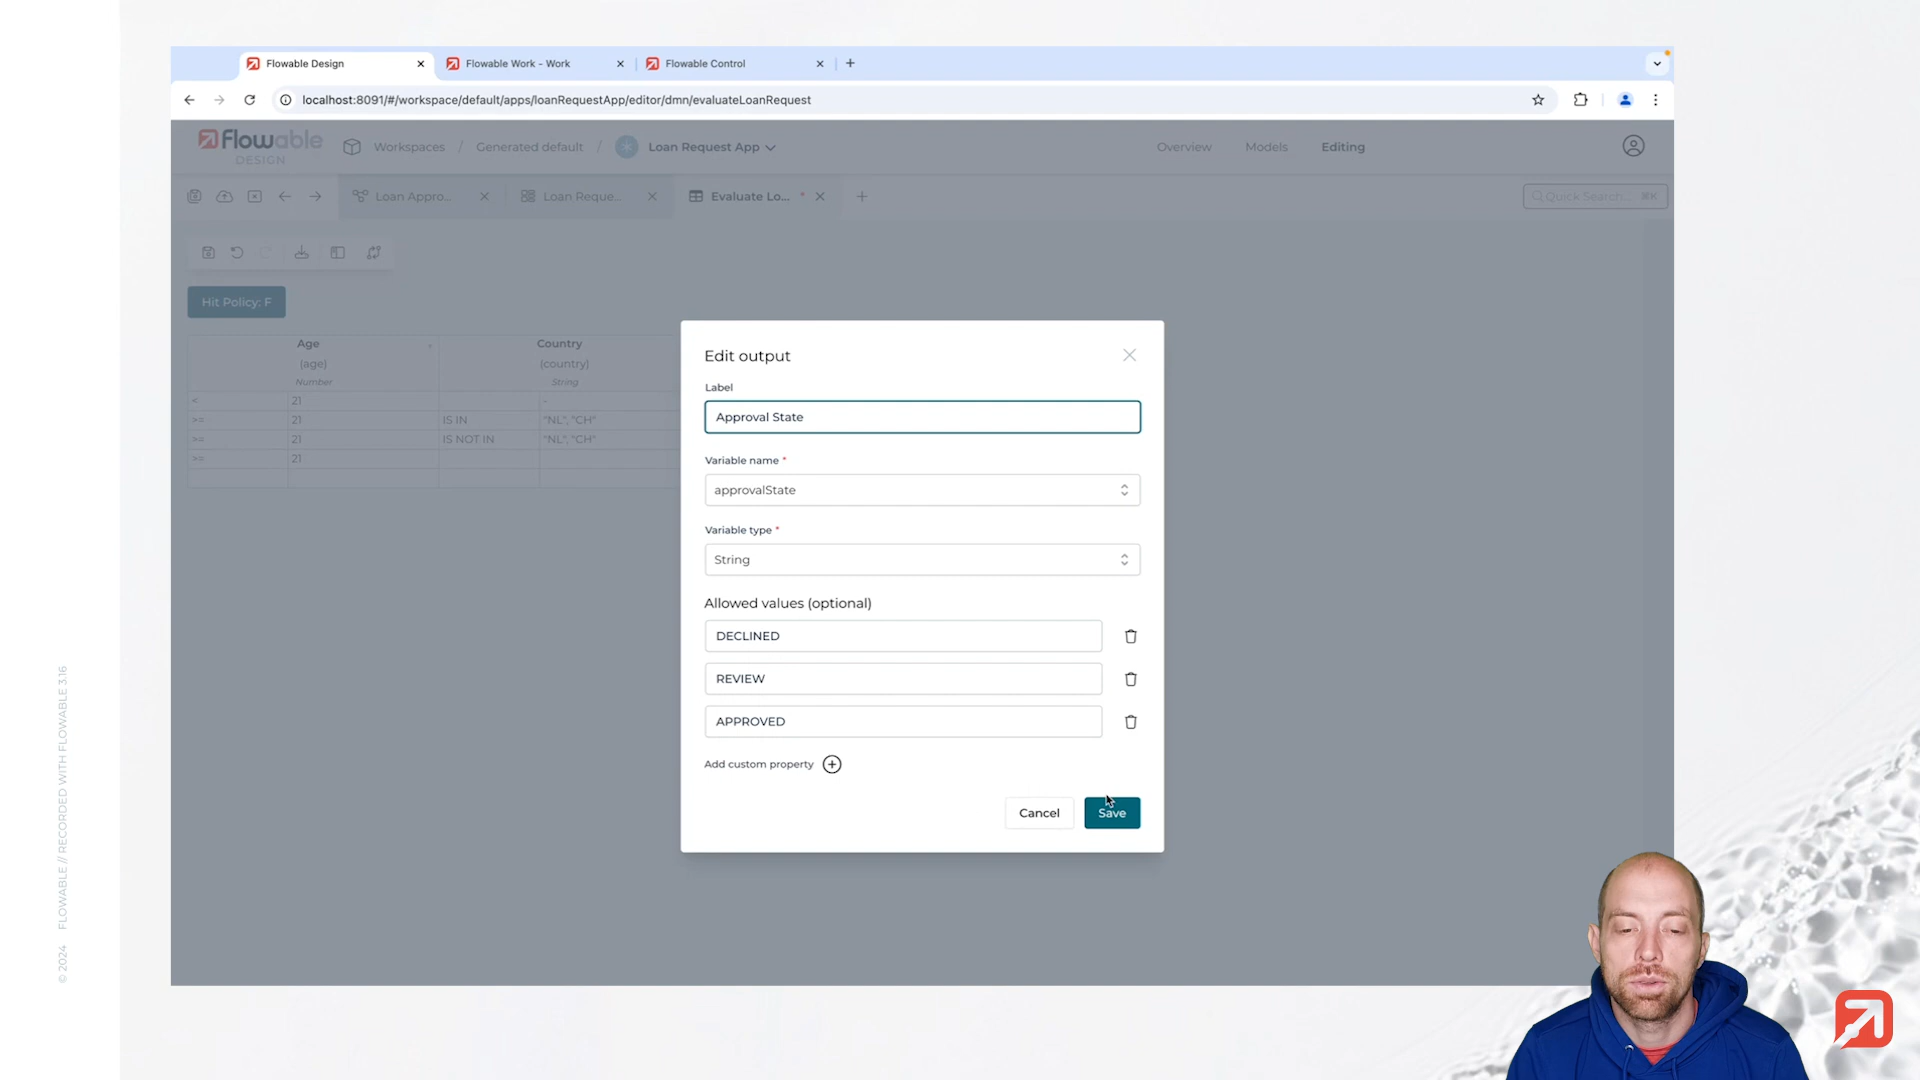 Flowable Design
Flowable Work - Work
Flowable Control
localhost:8091/#/workspace/default/apps/loanRequestApp/editor/dmn/evaluateLoanRequest
Flowable
DESIGN
Workspaces / Generated default / Loan Request App
Overview
Models
Editing
Loan Appro...
Loan Reque...
Evaluate Lo... *
Quick Search... ⌘K
Hit Policy: F
Age
(age)
Number
Country
(country)
String
< 21 -
>= 21 IS IN "NL", "CH"
>= 21 IS NOT IN "NL", "CH"
>= 21
Edit output
Label
Approval State
Variable name *
approvalState
Variable type *
String
Allowed values (optional)
DECLINED
REVIEW
APPROVED
Add custom property
Cancel
Save
© 2024 FLOWABLE // RECORDED WITH FLOWABLE 3.16